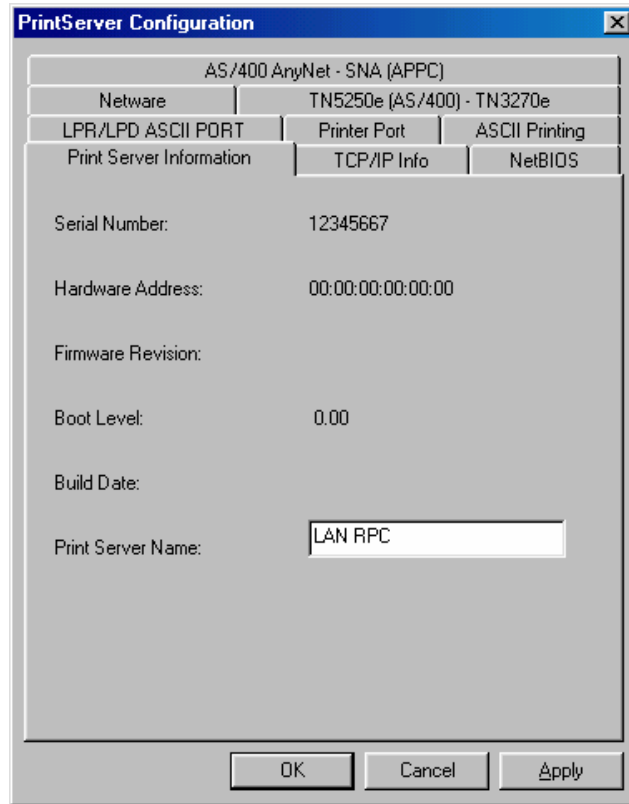 PrintServer Configuration
AS/400 AnyNet - SNA (APPC)
Netware TN5250e (AS/400) - TN3270e
LPR/LPD ASCII PORT Printer Port ASCII Printing
Print Server Information TCP/IP Info NetBIOS
Serial Number: 12345667
Hardware Address: 00:00:00:00:00:00
Firmware Revision:
Boot Level: 0.00
Build Date:
Print Server Name: LAN RPC
OK Cancel Apply